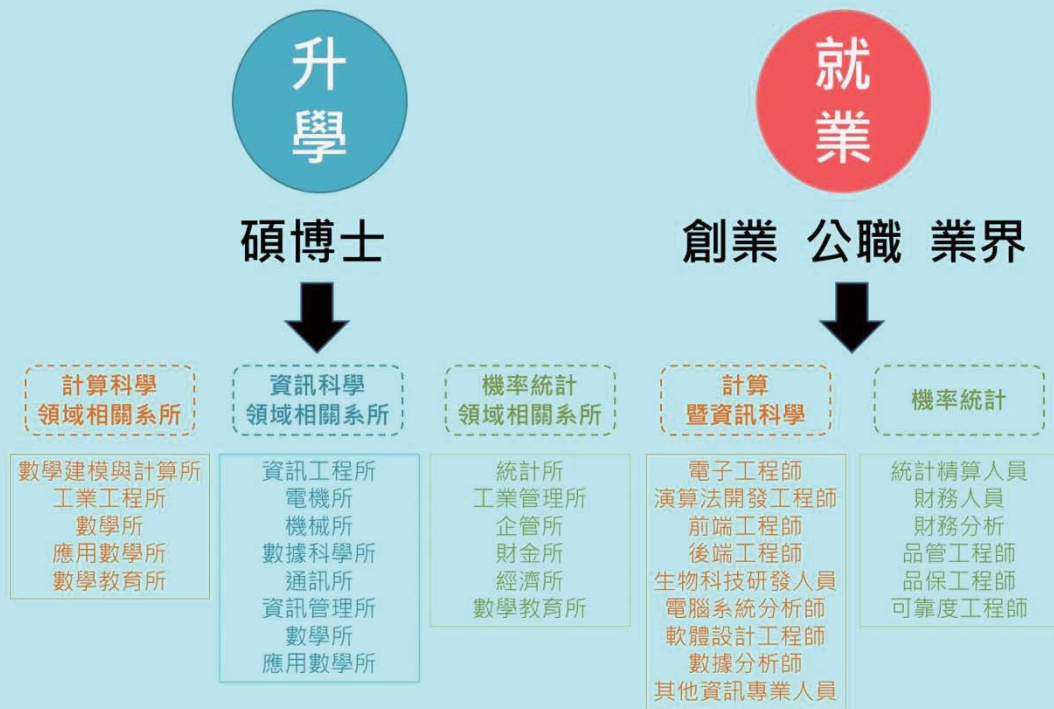 升
學
碩博士
計算科學
領域相關系所
數學建模與計算所
工業工程所
數學所
應用數學所
數學教育所
資訊科學
領域相關系所
資訊工程所
電機所
機械所
數據科學所
通訊所
資訊管理所
數學所
應用數學所
機率統計
領域相關系所
統計所
工業管理所
企管所
財金所
經濟所
數學教育所
就
業
創業 公職 業界
計算
暨資訊科學
電子工程師
演算法開發工程師
前端工程師
後端工程師
生物科技研發人員
電腦系統分析師
軟體設計工程師
數據分析師
其他資訊專業人員
機率統計
統計精算人員
財務人員
財務分析
品管工程師
品保工程師
可靠度工程師